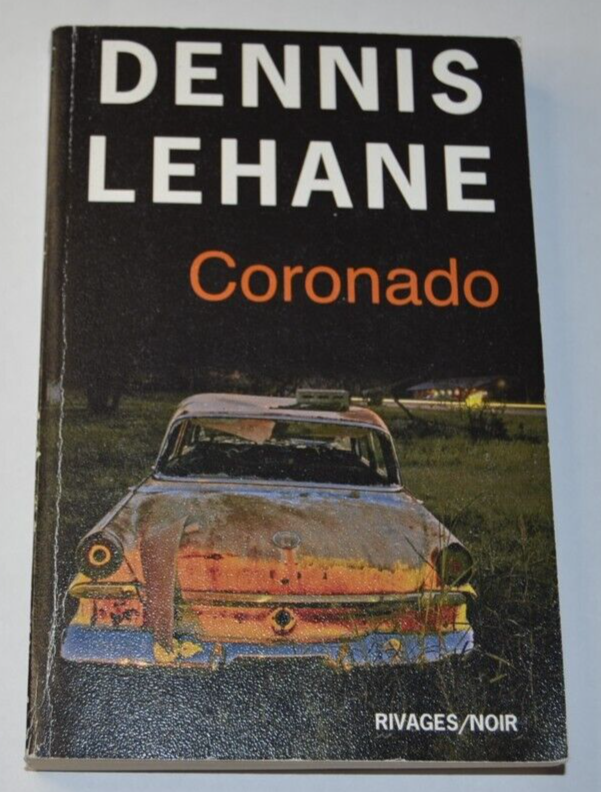 DENNIS
LEHANE
Coronado
RIVAGES/NOIR